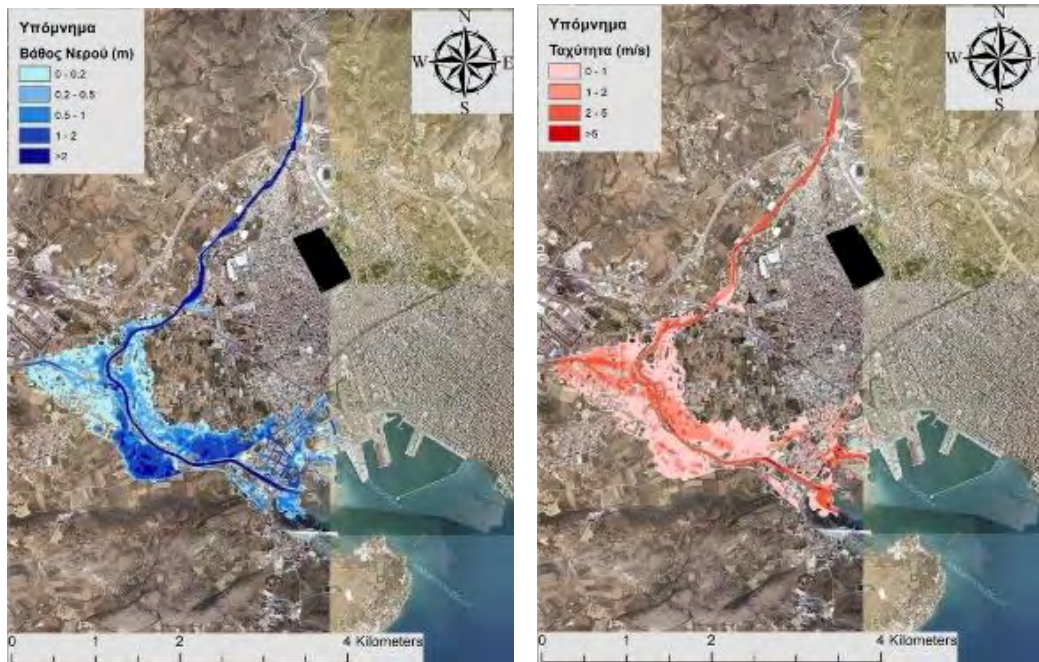 Υπόμνημα
Βάθος Νερού (m)
0 - 0.2
0.2 - 0.5
0.5 - 1
1 - 2
>2
N
W
E
S
0 1 2 4 Kilometers
Υπόμνημα
Ταχύτητα (m/s)
0 - 1
1 - 2
2 - 5
>5
N
W
S
0 1 2 4 Kilometers